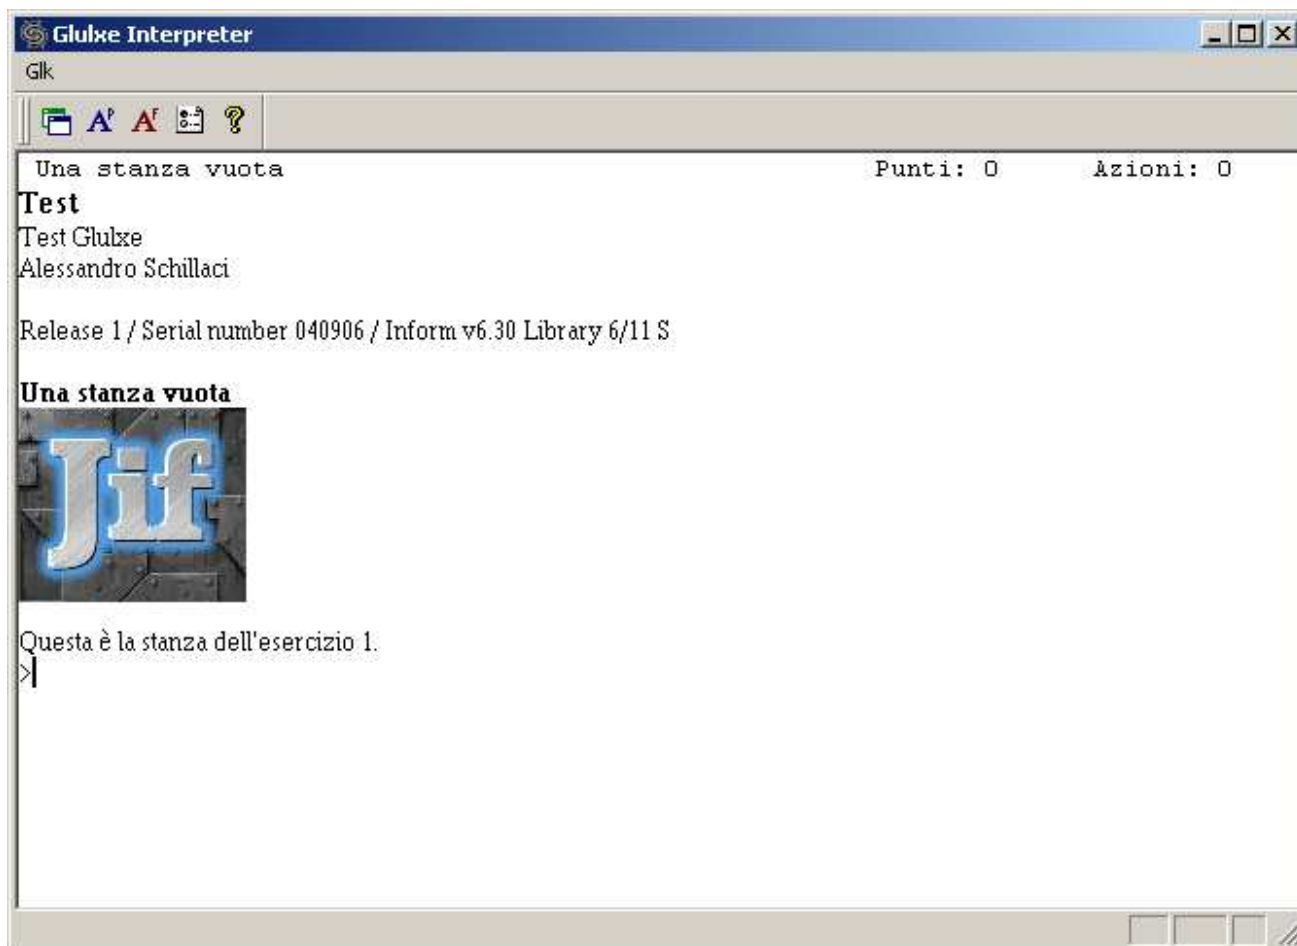 Glulxe Interpreter
Glk
Una stanza vuota Punti: 0 Azioni: 0
Test
Test Glulxe
Alessandro Schillaci
Release 1 / Serial number 040906 / Inform v6.30 Library 6/11 S
Una stanza vuota
Jif
Questa è la stanza dell'esercizio 1.
>